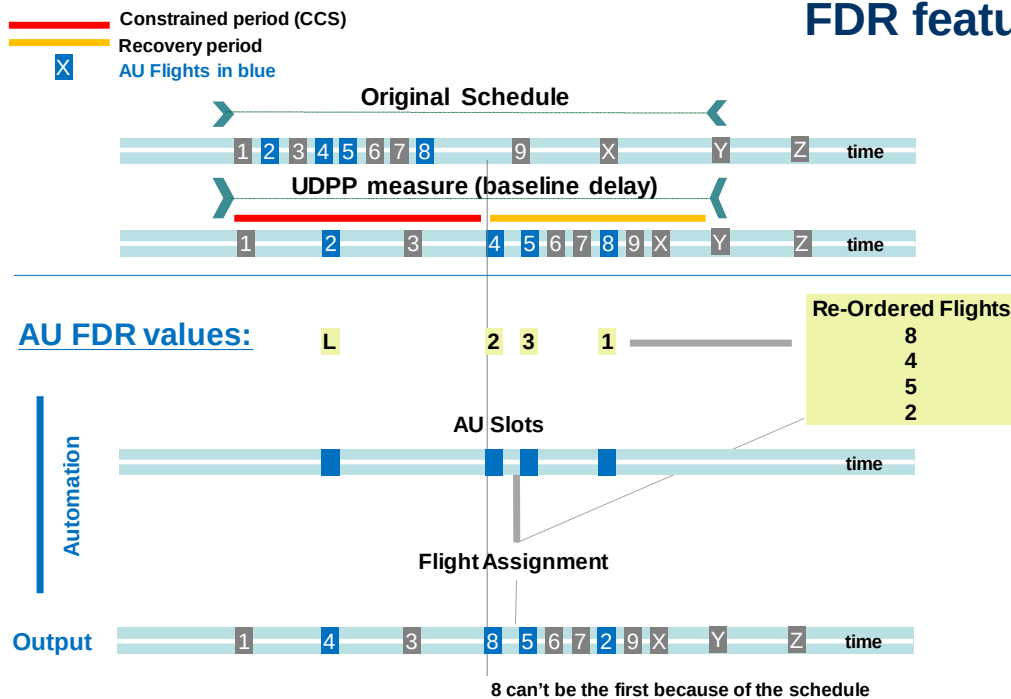 FDR featu
Constrained period (CCS)
Recovery period
X AU Flights in blue
Original Schedule
1 2 3 4 5 6 7 8 9 X Y Z time
UDPP measure (baseline delay)
1 2 3 4 5 6 7 8 9 X Y Z time
AU FDR values:
L 2 3 1
Re-Ordered Flights
8
4
5
2
AU Slots
time
Automation
Flight Assignment
Output 1 4 3 8 5 6 7 2 9 X Y Z time
8 can't be the first because of the schedule